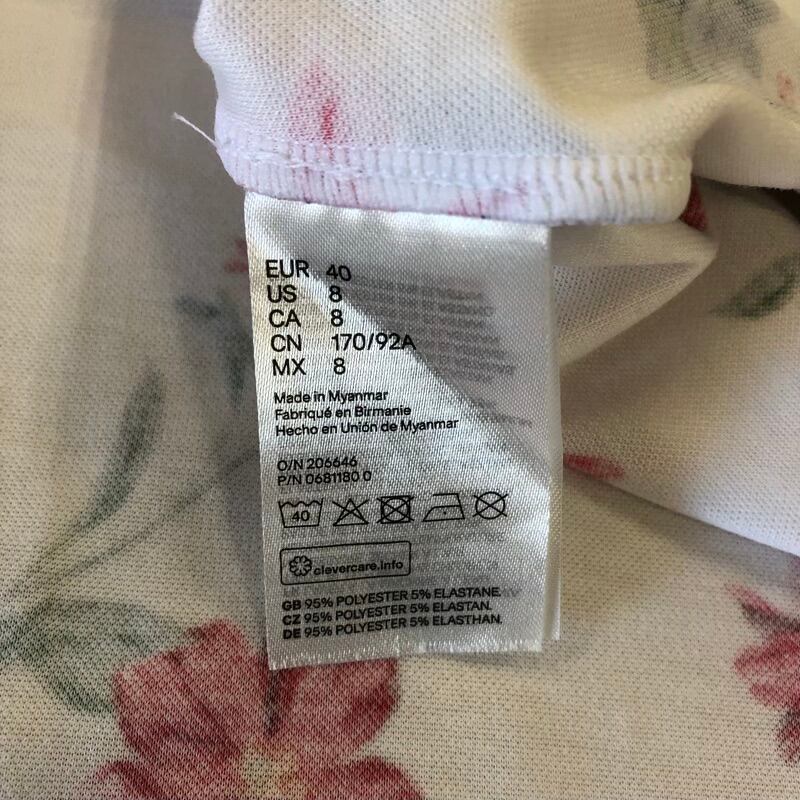 EUR 40
US 8
CA 8
CN 170/92A
MX 8
Made in Myanmar
Fabriqué en Birmanie
Hecho en Unión de Myanmar
O/N 206646
P/N 0681180 0
40
clevercare.info
GB 95% POLYESTER 5% ELASTANE.
CZ 95% POLYESTER 5% ELASTAN.
DE 95% POLYESTER 5% ELASTHAN.